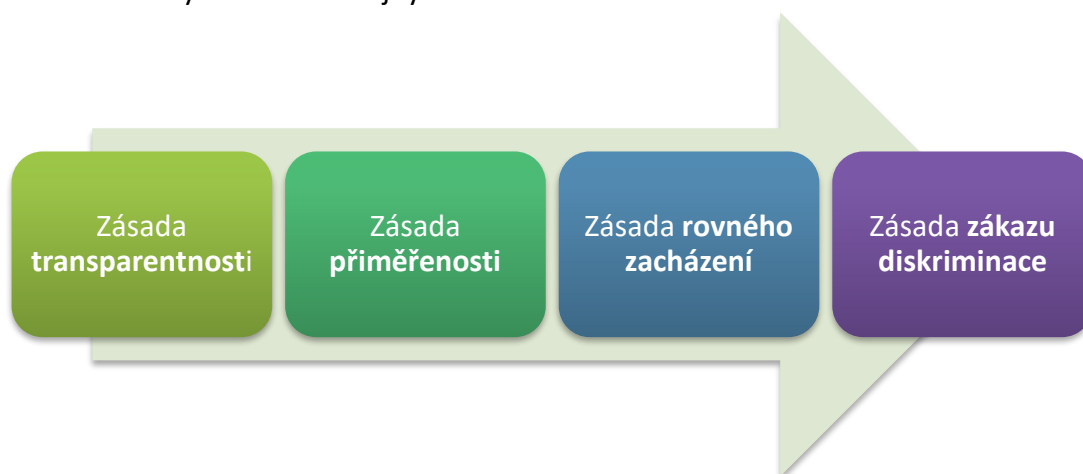 Zásada
transparentnosti
Zásada
přiměřenosti
Zásada rovného
zacházení
Zásada zákazu
diskriminace